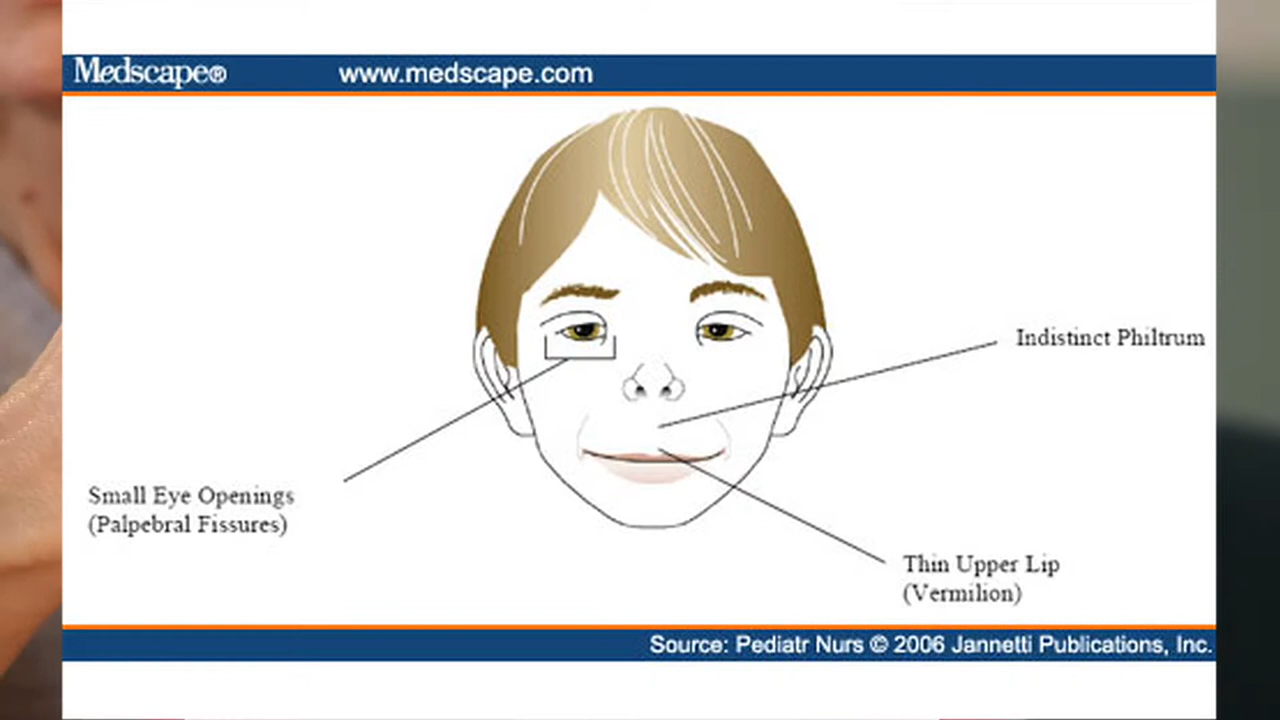 Medscape® www.medscape.com
Indistinct Philtrum
Small Eye Openings
(Palpebral Fissures)
Thin Upper Lip
(Vermilion)
Source: Pediatr Nurs © 2006 Jannetti Publications, Inc.